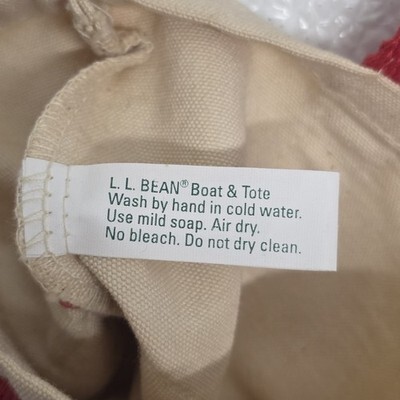 L. L. BEAN® Boat & Tote
Wash by hand in cold water.
Use mild soap. Air dry.
No bleach. Do not dry clean.